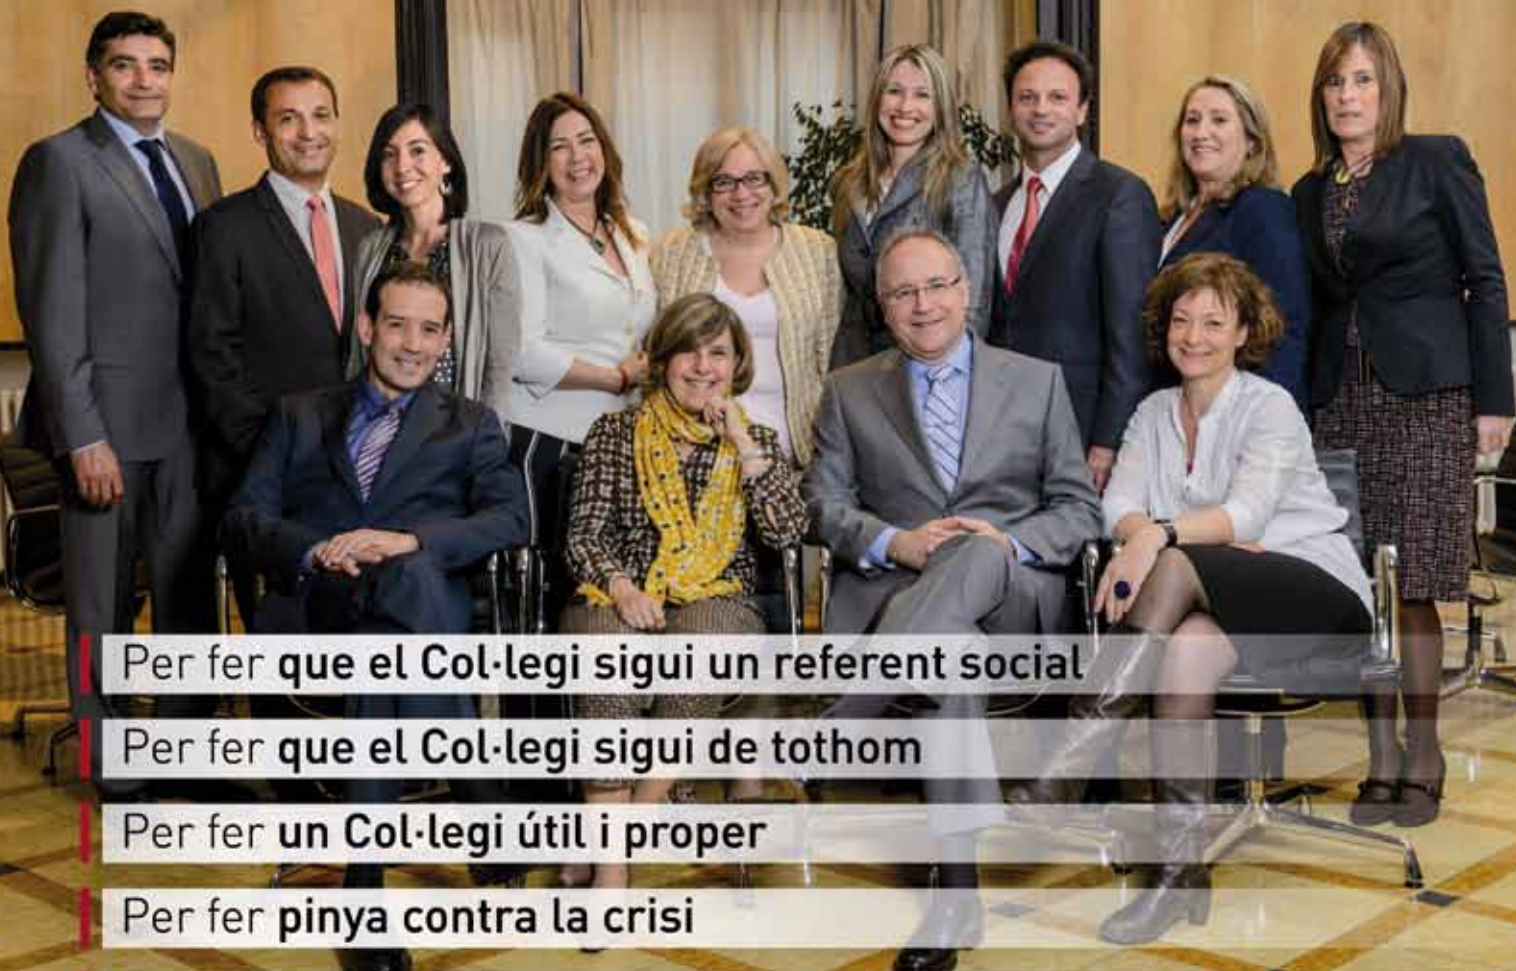 Per fer que el Col·legi sigui un referent social
Per fer que el Col·legi sigui de tothom
Per fer un Col·legi útil i proper
Per fer pinya contra la crisi